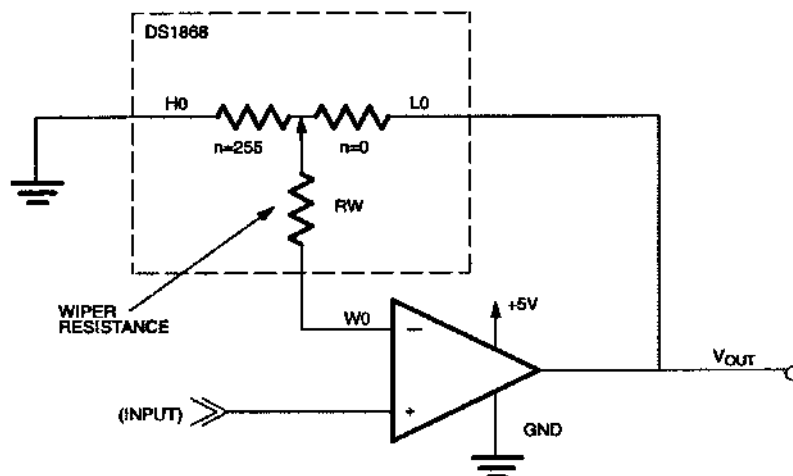 DS1868
H0
L0
n=255
n=0
RW
WIPER
RESISTANCE
W0
+5V
−
VOUT
(INPUT)
+
GND